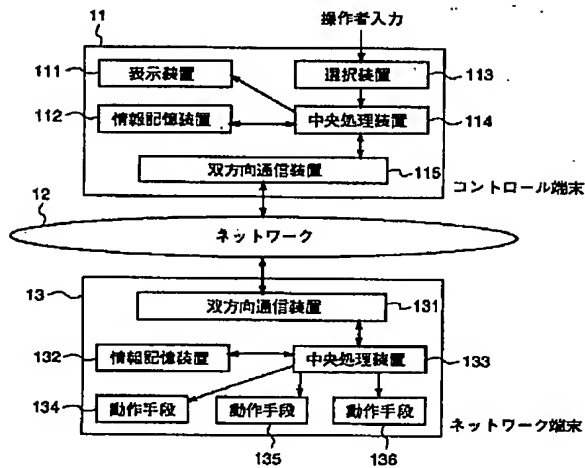 操作者入力
11
111
表示装置
選択装置
113
112
情報記憶装置
中央処理装置
114
双方向通信装置
115
コントロール端末
12
ネットワーク
13
双方向通信装置
131
132
情報記憶装置
中央処理装置
133
134
動作手段
動作手段
動作手段
ネットワーク端末
135
136